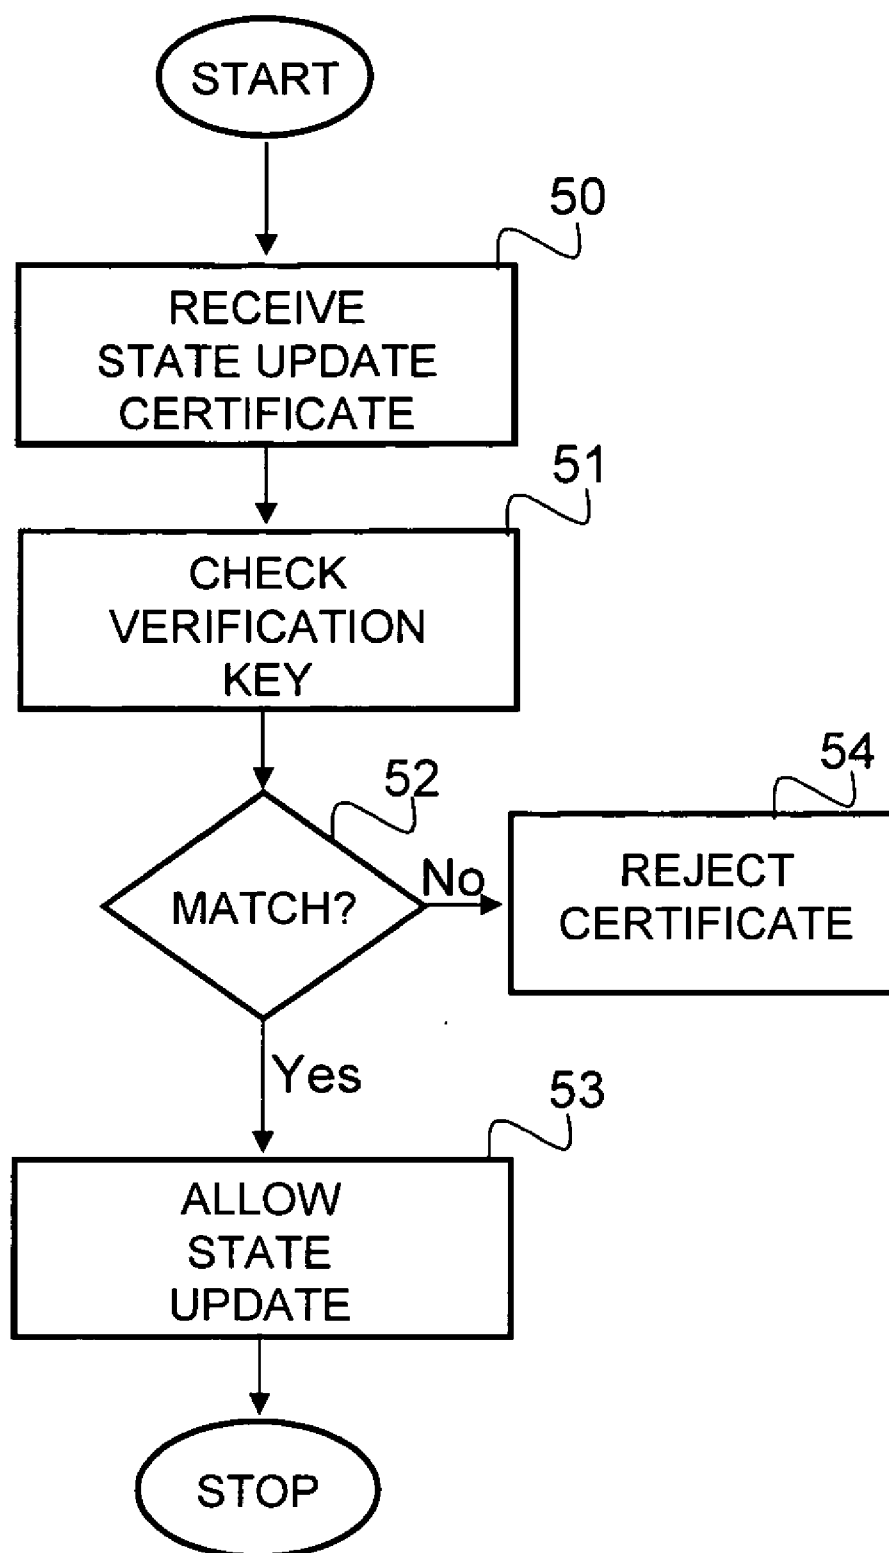 START
50
RECEIVE
STATE UPDATE
CERTIFICATE
51
CHECK
VERIFICATION
KEY
52
MATCH?
No
54
REJECT
CERTIFICATE
Yes
53
ALLOW
STATE
UPDATE
STOP